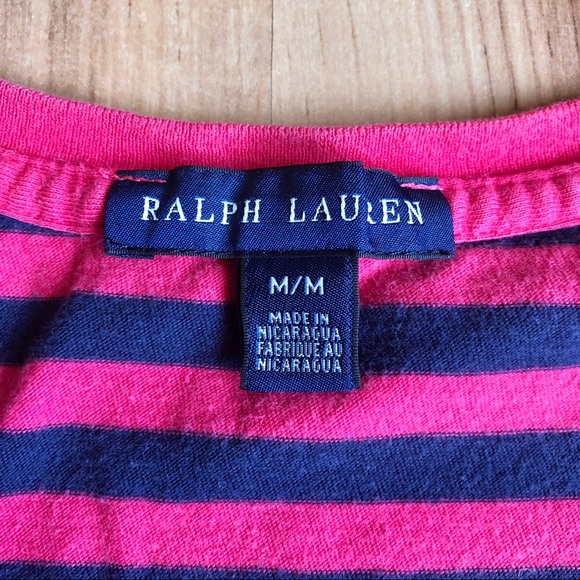 RALPH LAUREN
M/M
MADE IN
NICARAGUA
FABRIQUE AU
NICARAGUA